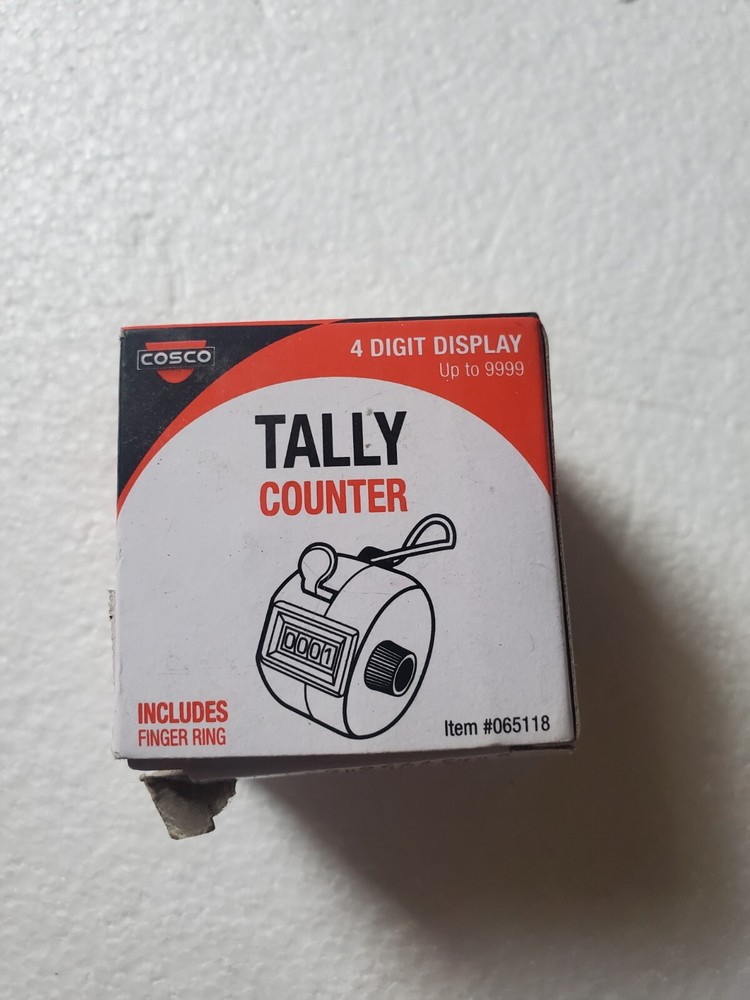 COSCO
4 DIGIT DISPLAY
Up to 9999
TALLY
COUNTER
0001
INCLUDES
FINGER RING
Item #065118